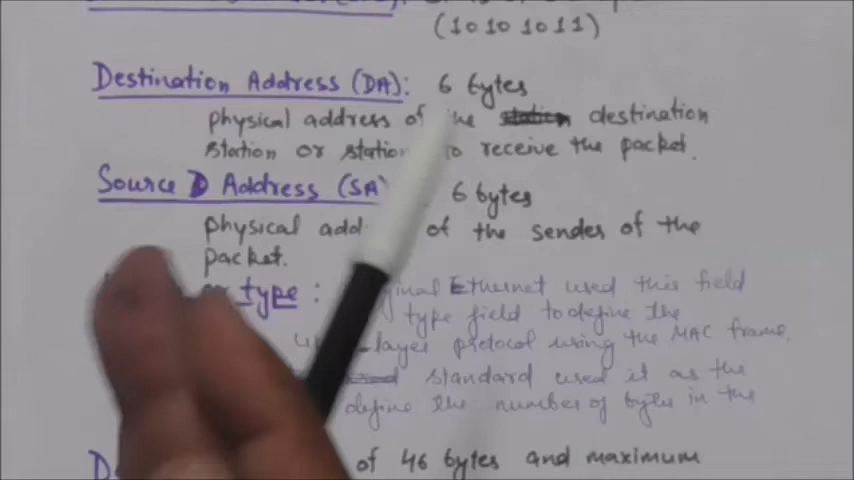 (10101011)
Destination Address (DA): 6 bytes
physical address of the destination
station or station to receive the packet.
Source Address (SA) 6 bytes
physical add of the sender of the
packet.
type : Ethernet used this field
type field to define the
layer protocol using the MAC frame.
standard used it as the
define the number of bytes in the
of 46 bytes and maximum